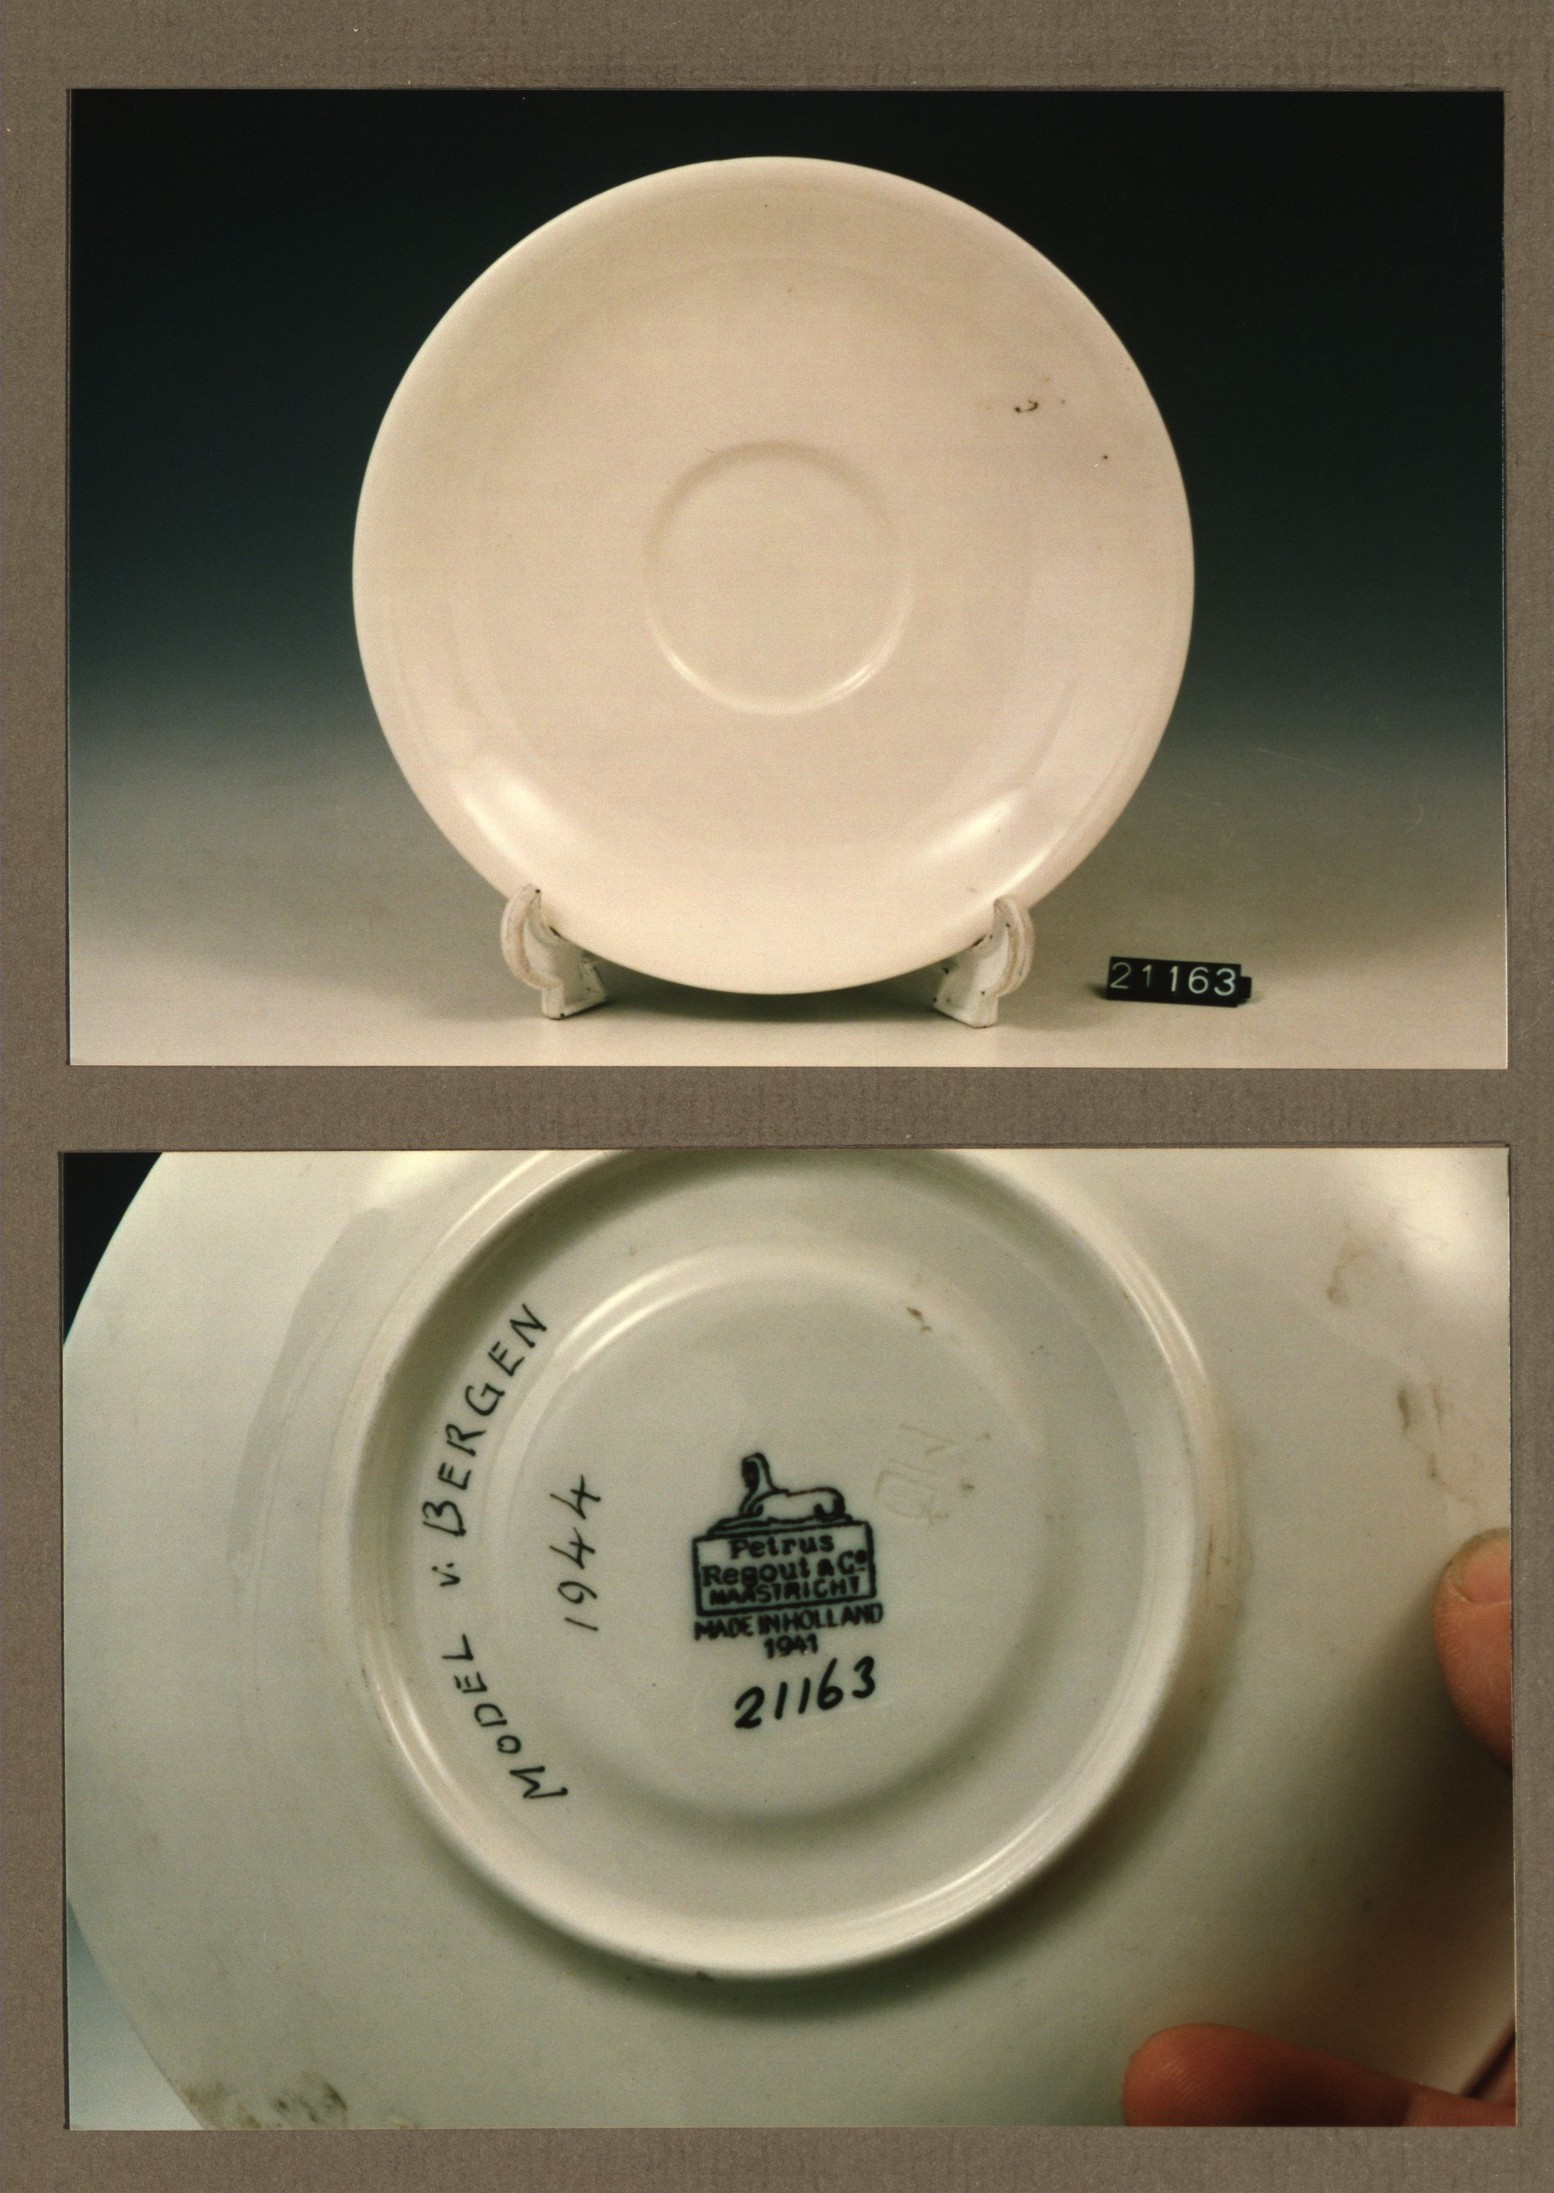 21163
MODEL v. BERGEN
1944
Petrus
Regout & Co
MAASTRICHT
MADE IN HOLLAND
1941
21163